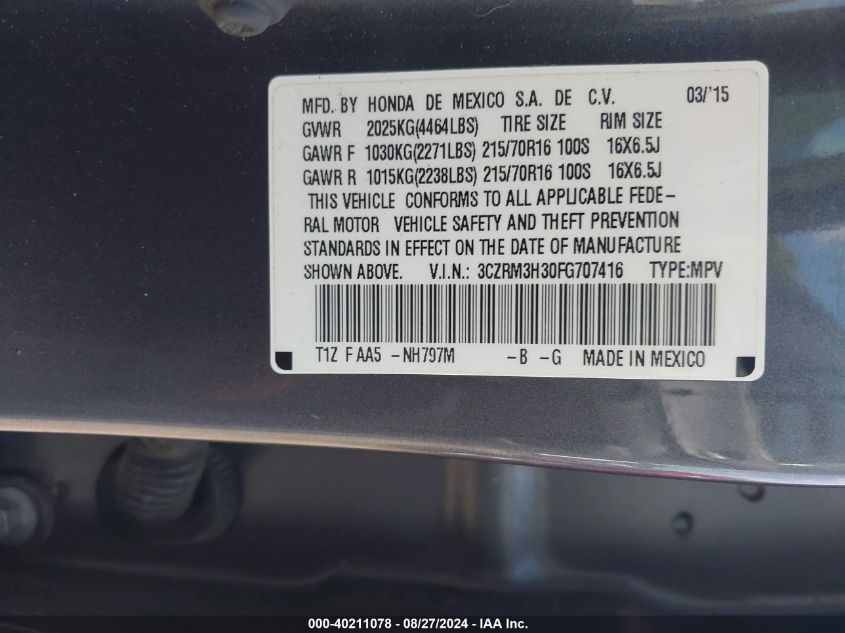 MFD. BY HONDA DE MEXICO S.A. DE C.V. 03/'15
GVWR 2025KG(4464LBS) TIRE SIZE RIM SIZE
GAWR F 1030KG(2271LBS) 215/70R16 100S 16X6.5J
GAWR R 1015KG(2238LBS) 215/70R16 100S 16X6.5J
THIS VEHICLE CONFORMS TO ALL APPLICABLE FEDE-
RAL MOTOR VEHICLE SAFETY AND THEFT PREVENTION
STANDARDS IN EFFECT ON THE DATE OF MANUFACTURE
SHOWN ABOVE. V.I.N.: 3CZRM3H30FG707416 TYPE:MPV
T1Z F AA5 -NH797M -B -G MADE IN MEXICO
000-40211078 - 08/27/2024 - IAA Inc.